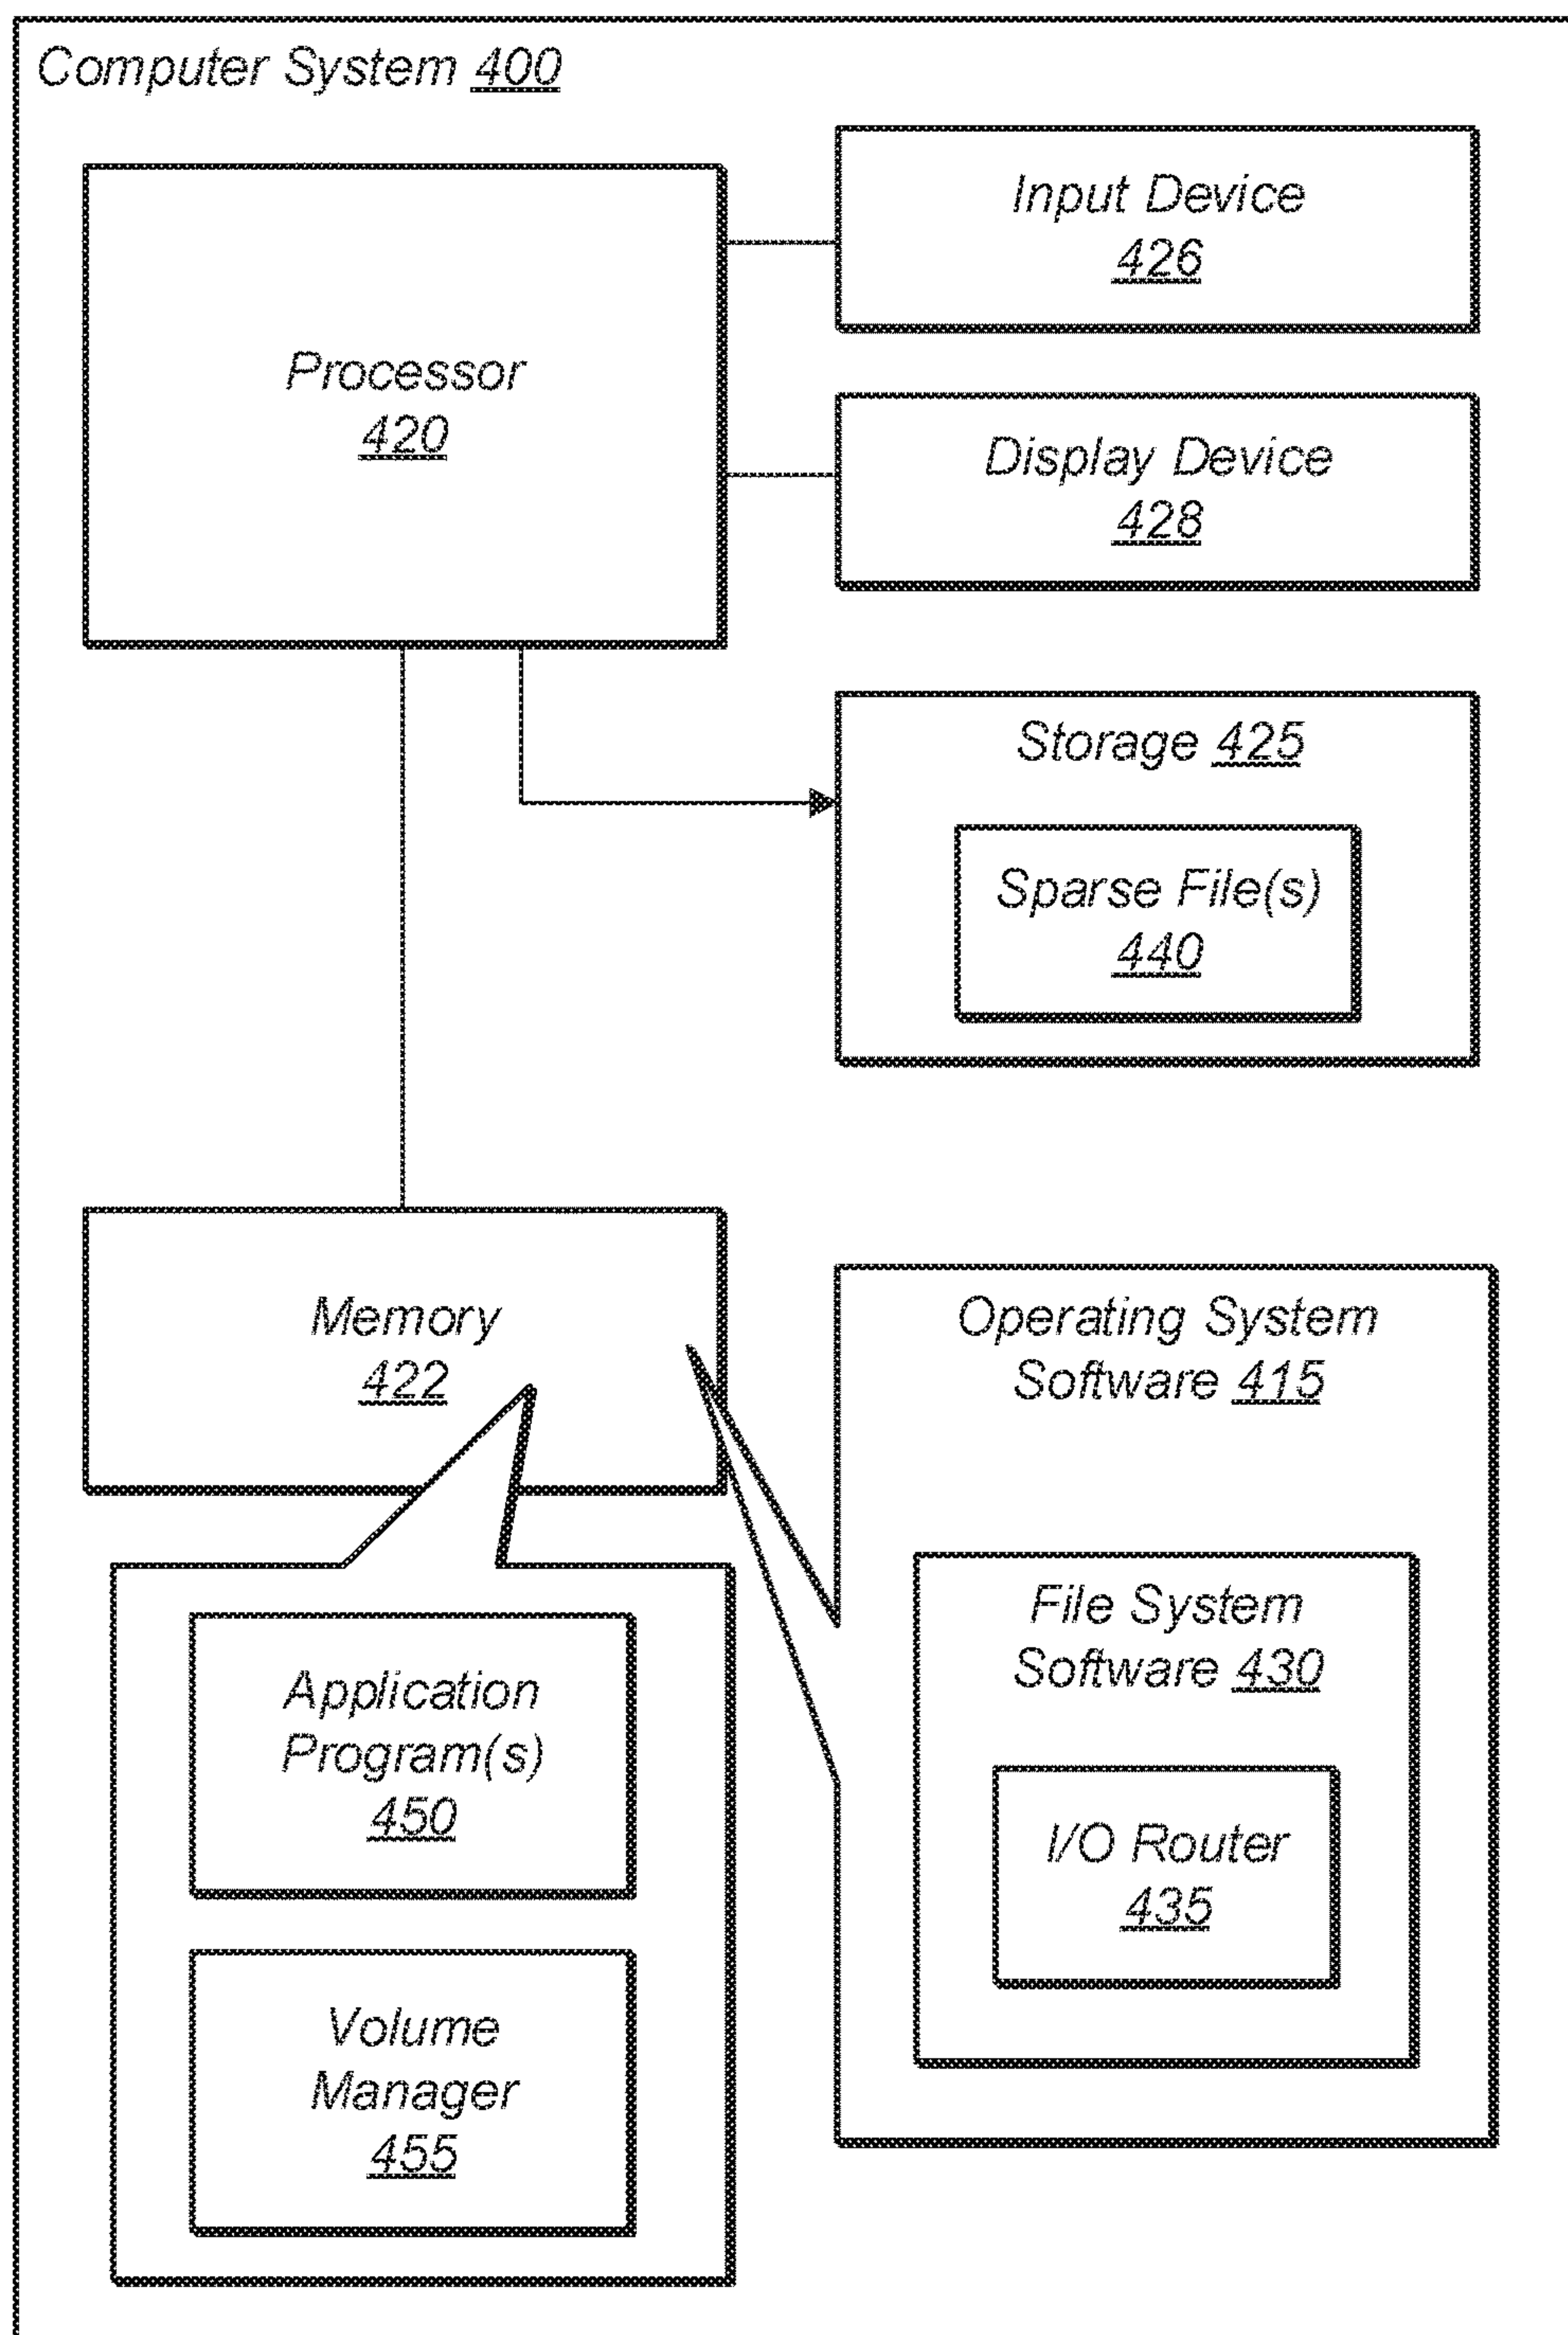 Computer System 400
Processor
420
Input Device
426
Display Device
428
Storage 425
Sparse File(s)
440
Memory
422
Operating System
Software 415
File System
Software 430
I/O Router
435
Application
Program(s)
450
Volume
Manager
455